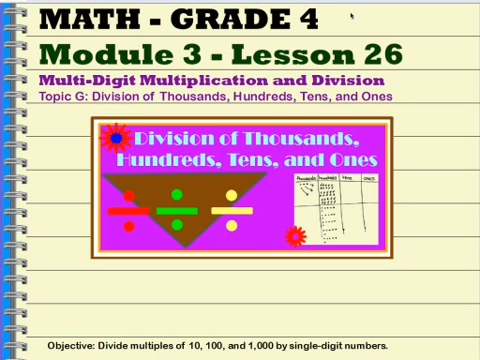 MATH - GRADE 4
Module 3 - Lesson 26
Multi-Digit Multiplication and Division
Topic G: Division of Thousands, Hundreds, Tens, and Ones
Division of Thousands,
Hundreds, Tens, and Ones
TENS ONES
Objective: Divide multiples of 10, 100, and 1,000 by single-digit numbers.